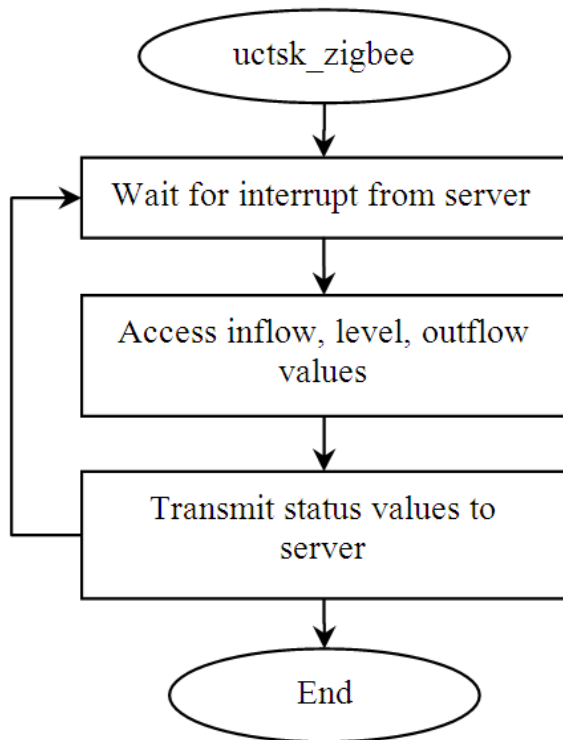 uctsk_zigbee
Wait for interrupt from server
Access inflow, level, outflow
values
Transmit status values to
server
End